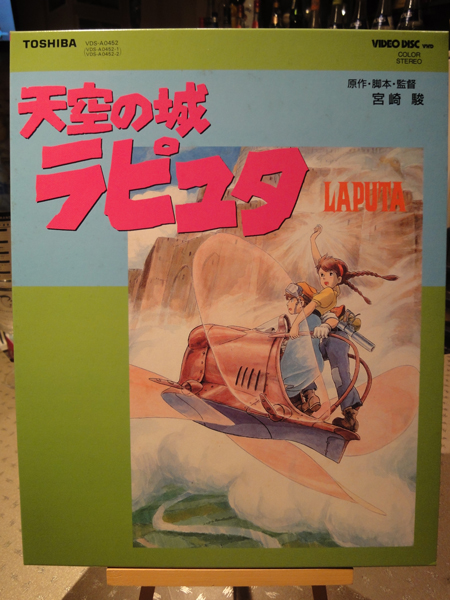 TOSHIBA
VDS-A0462
(VDS-A0462-1)
(VDS-A0462-2)
VIDEO DISC VHD
COLOR
STEREO
原作・脚本・監督
宮崎 駿
天空の城
ラピュタ
LAPUTA